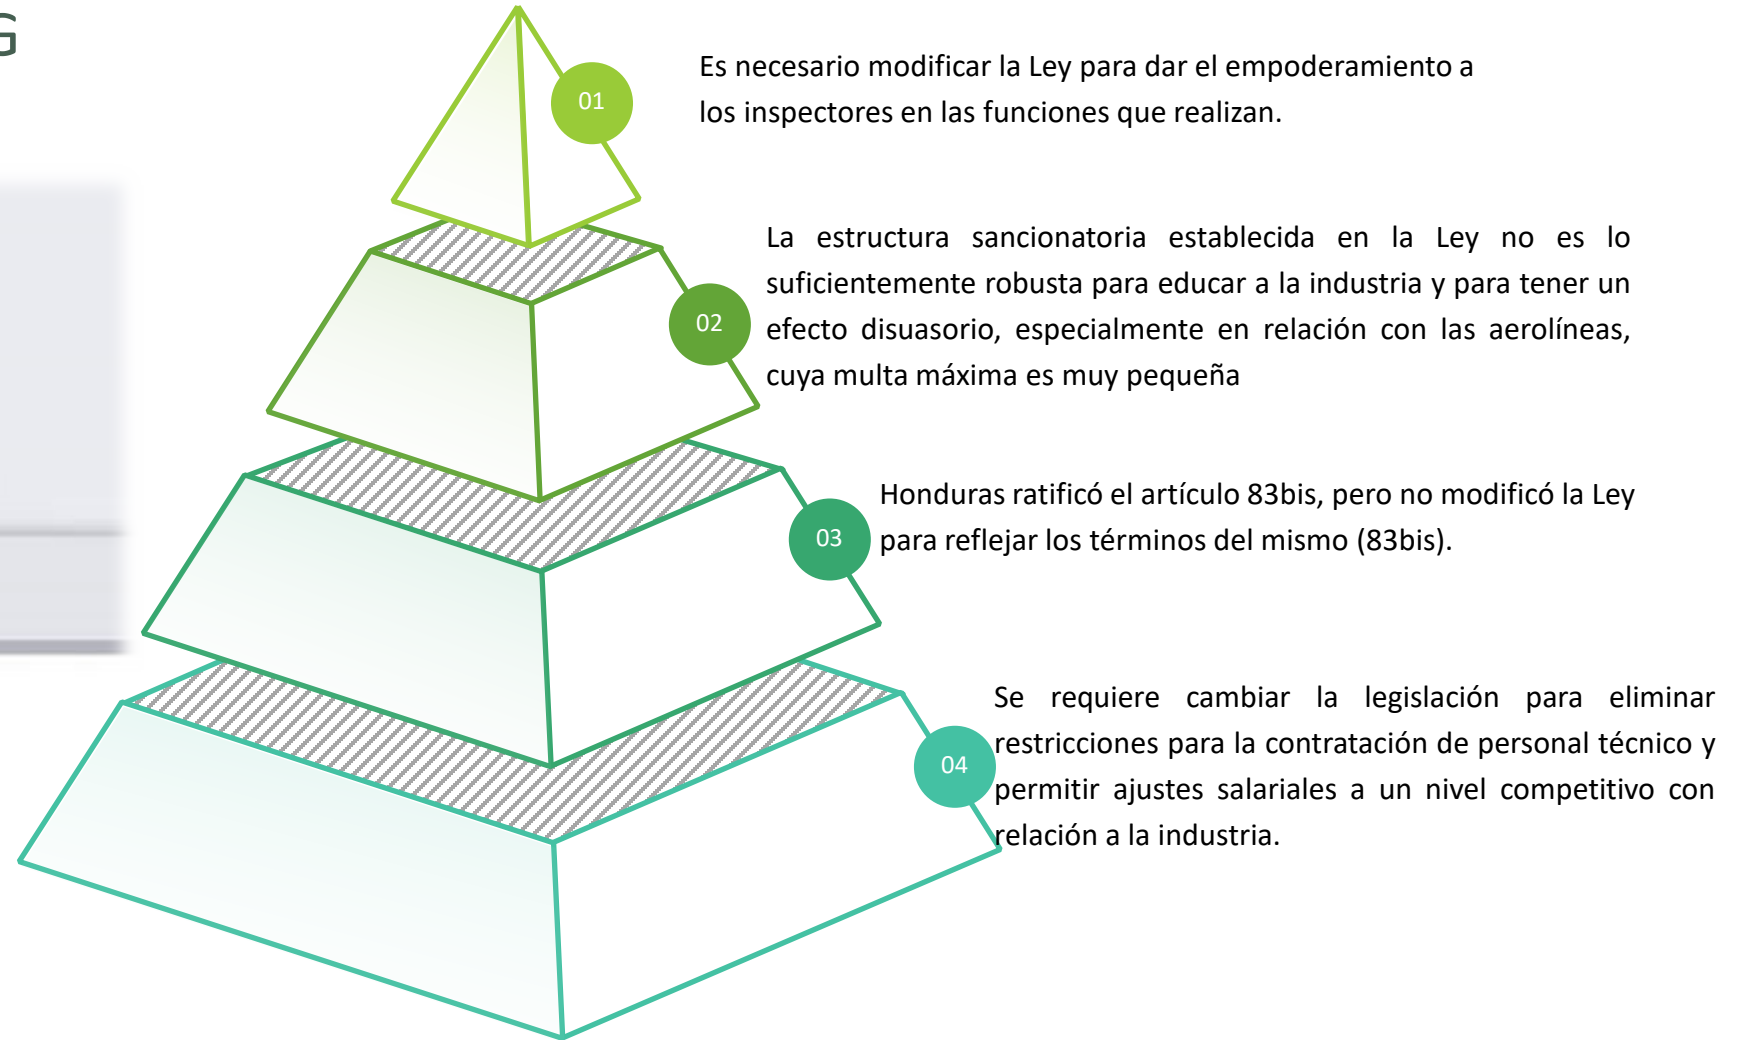 G
01
Es necesario modificar la Ley para dar el empoderamiento a
los inspectores en las funciones que realizan.
02
La estructura sancionatoria establecida en la Ley no es lo
suficientemente robusta para educar a la industria y para tener un
efecto disuasorio, especialmente en relación con las aerolíneas,
cuya multa máxima es muy pequeña
03
Honduras ratificó el artículo 83bis, pero no modificó la Ley
para reflejar los términos del mismo (83bis).
04
Se requiere cambiar la legislación para eliminar
restricciones para la contratación de personal técnico y
permitir ajustes salariales a un nivel competitivo con
relación a la industria.